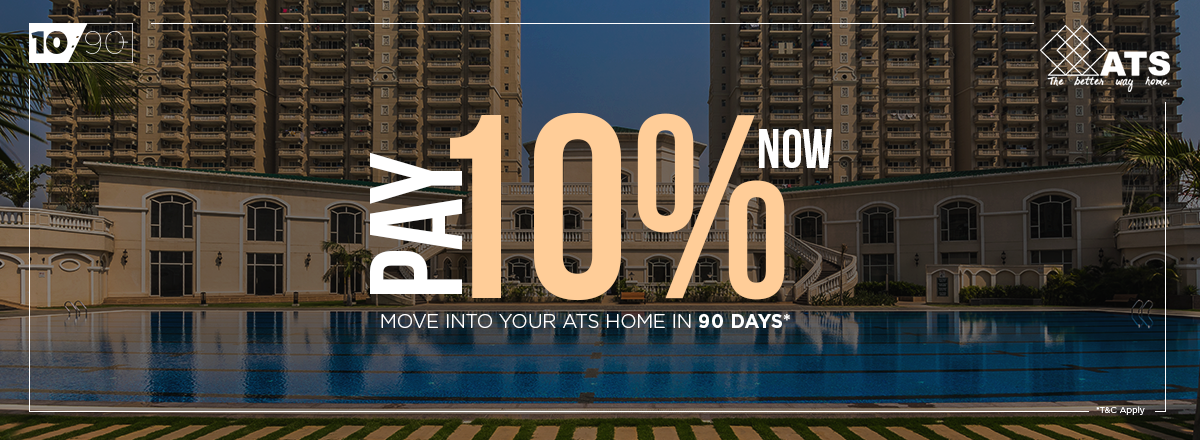 10/90
ATS
The better way home.
PAY 10% NOW
MOVE INTO YOUR ATS HOME IN 90 DAYS*
*T&C Apply